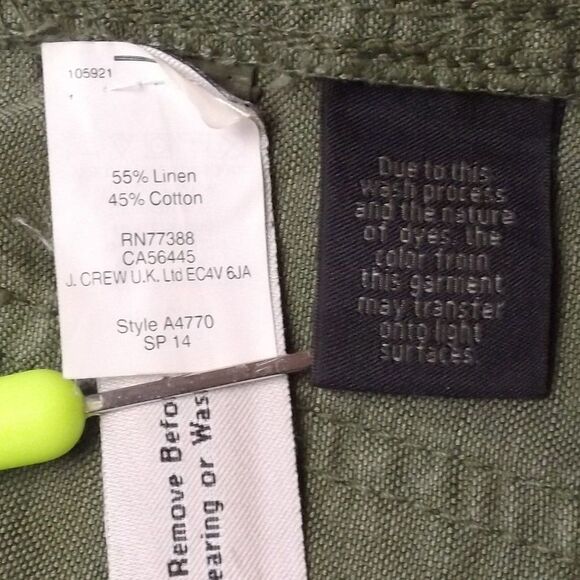 105921
55% Linen
45% Cotton
RN77388
CA56445
J. CREW U.K. Ltd EC4V 6JA
Style A4770
SP 14
Remove Befo
earing or Was
Due to this
wash process
and the nature
of dyes, the
color from
this garment
may transfer
onto light
surfaces.